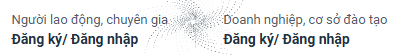 Người lao động, chuyên gia
Đăng ký/ Đăng nhập
Doanh nghiệp, cơ sở đào tạo
Đăng ký/ Đăng nhập